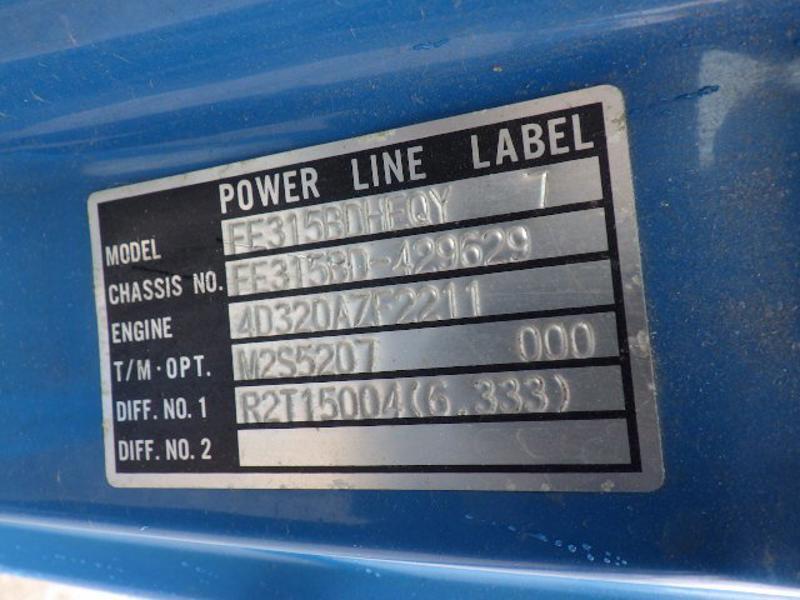 POWER LINE LABEL
MODEL FE315BDHEQY 7
CHASSIS NO. FE315BD-429629
ENGINE 4D320AZF2211
T/M·OPT. M2S5207 000
DIFF. NO. 1 R2T15004(6.333)
DIFF. NO. 2